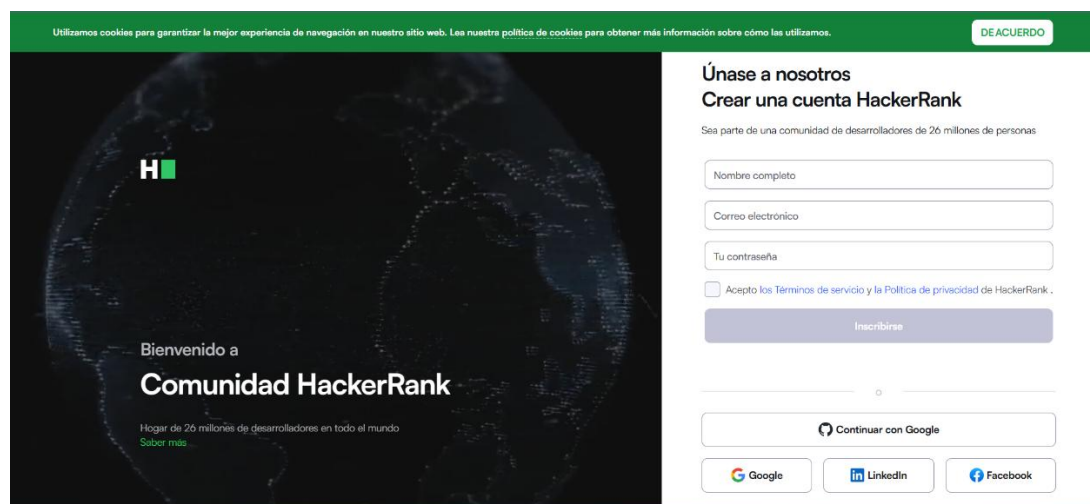 Utilizamos cookies para garantizar la mejor experiencia de navegación en nuestro sitio web. Lea nuestra política de cookies para obtener más información sobre cómo las utilizamos.
DE ACUERDO
H
Bienvenido a
Comunidad HackerRank
Hogar de 26 millones de desarrolladores en todo el mundo
Saber más
Únase a nosotros
Crear una cuenta HackerRank
Sea parte de una comunidad de desarrolladores de 26 millones de personas
Nombre completo
Correo electrónico
Tu contraseña
Acepto los Términos de servicio y la Política de privacidad de HackerRank .
Inscribirse
o
Continuar con Google
Google
LinkedIn
Facebook